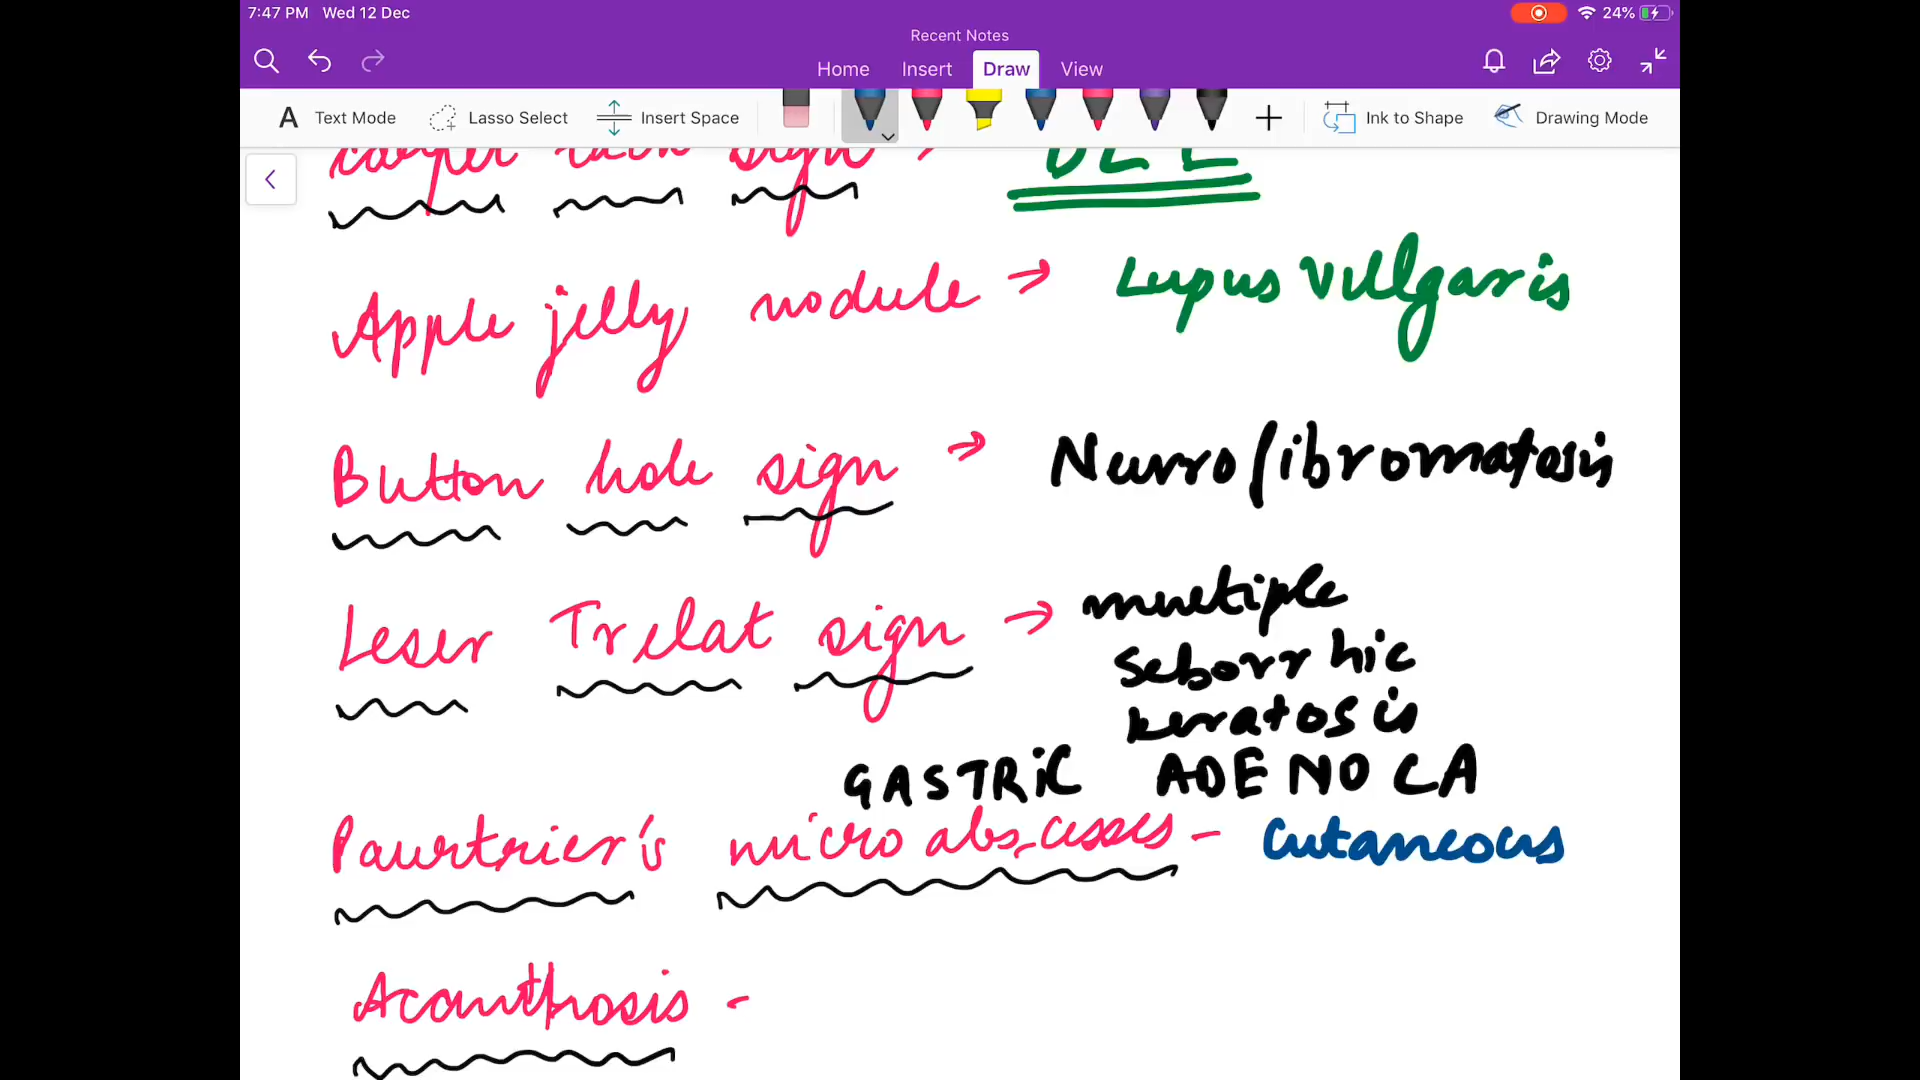 7:47 PM Wed 12 Dec 24%
Recent Notes
Home Insert Draw View
A Text Mode Lasso Select Insert Space Ink to Shape Drawing Mode
sign
Apple jelly nodule → Lupus vulgaris
Button hole sign → Neurofibromatosis
Leser Trelat sign → multiple
Seborrhic
keratosis
GASTRIC ADENO CA
Paurtrier's micro abscesses - Cutaneous
Acanthosis -